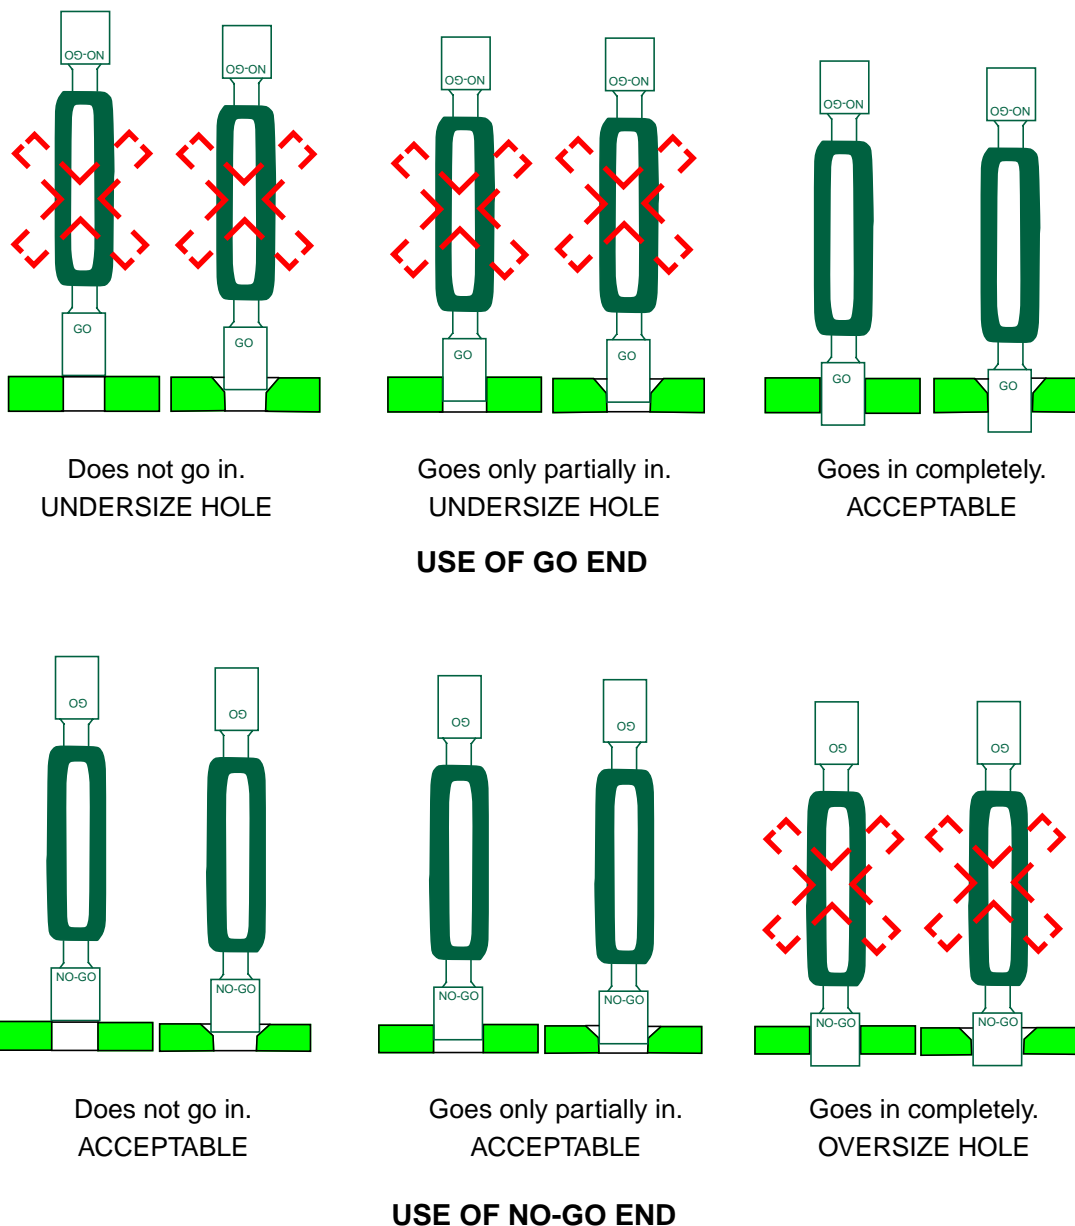 NO-GO NO-GO NO-GO NO-GO NO-GO NO-GO
GO GO GO GO GO GO
Does not go in. Goes only partially in. Goes in completely.
UNDERSIZE HOLE UNDERSIZE HOLE ACCEPTABLE
USE OF GO END
GO GO GO GO GO GO
NO-GO NO-GO NO-GO NO-GO NO-GO NO-GO
Does not go in. Goes only partially in. Goes in completely.
ACCEPTABLE ACCEPTABLE OVERSIZE HOLE
USE OF NO-GO END